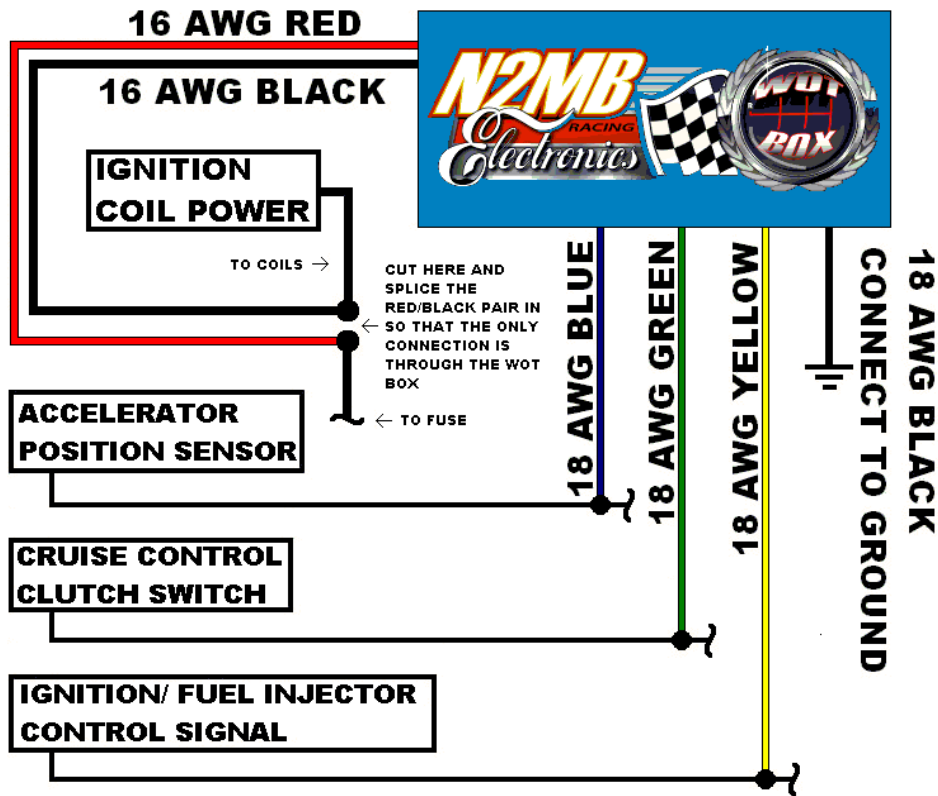 16 AWG RED
16 AWG BLACK
N2MB
RACING
Electronics
WOT
BOX
IGNITION
COIL POWER
TO COILS →
CUT HERE AND
SPLICE THE
RED/BLACK PAIR IN
← SO THAT THE ONLY
CONNECTION IS
THROUGH THE WOT
BOX
← TO FUSE
18 AWG BLUE
18 AWG GREEN
18 AWG YELLLOW
18 AWG BLACK
CONNECT TO GROUND
ACCELERATOR
POSITION SENSOR
CRUISE CONTROL
CLUTCH SWITCH
IGNITION/ FUEL INJECTOR
CONTROL SIGNAL